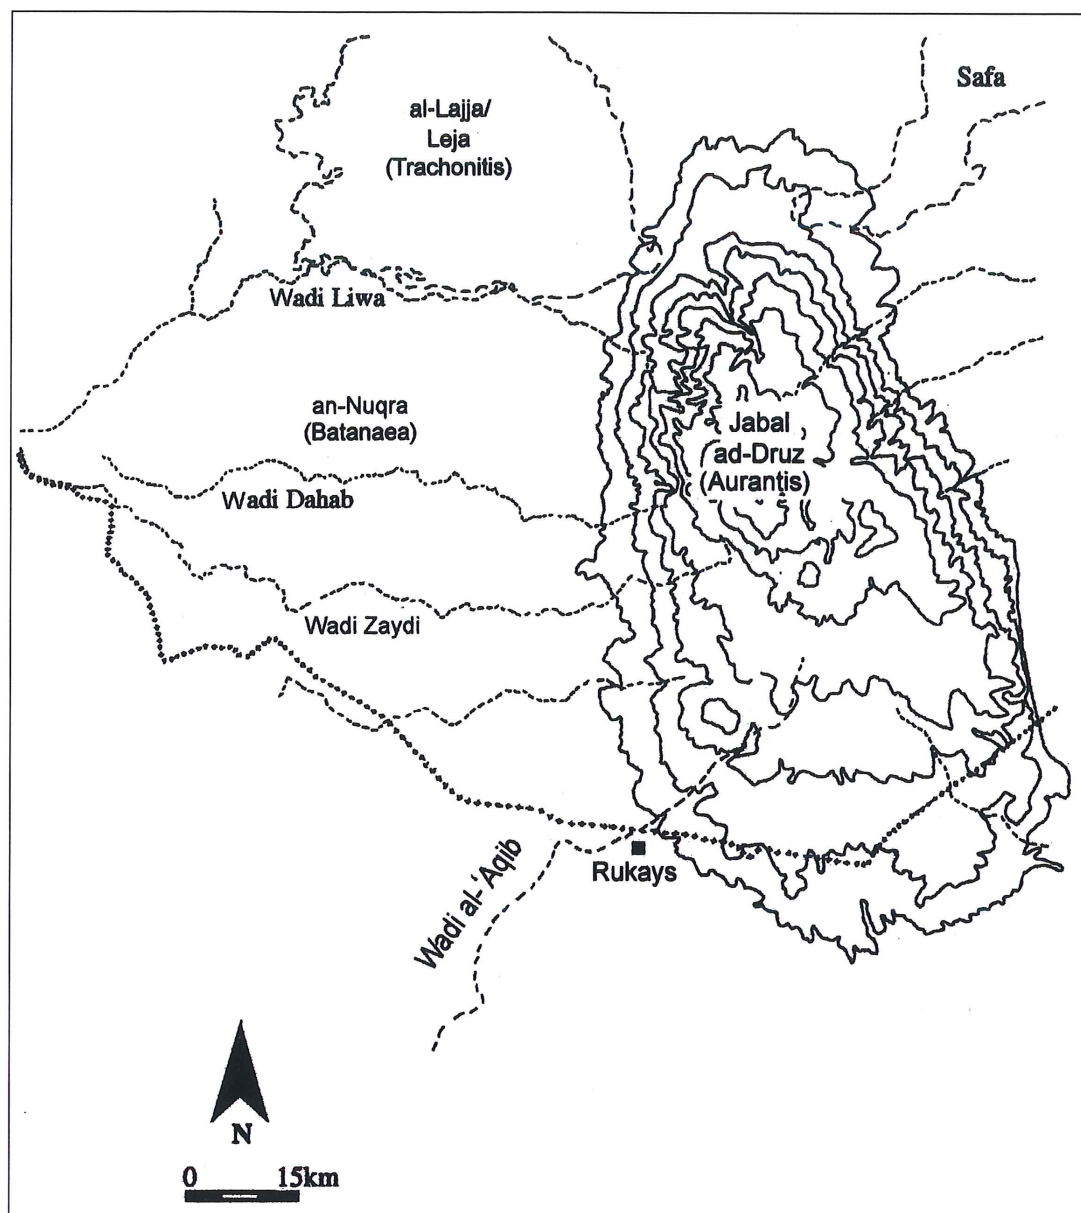 Safa
al-Lajja/
Leja
(Trachonitis)
Wadi Liwa
an-Nuqra
(Batanaea)
Jabal
ad-Druz
(Aurantis)
Wadi Dahab
Wadi Zaydi
Rukays
Wadi al-‘Aqib
N
0 15km